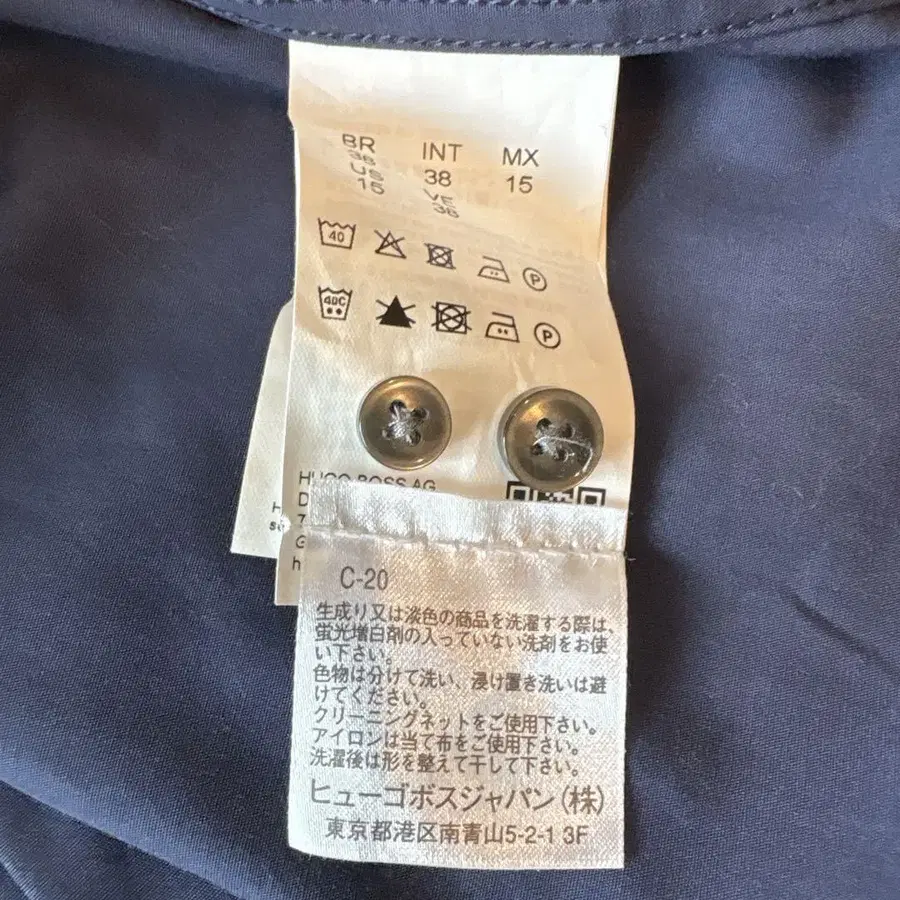 BR INT MX
38 38 15
US VE
15 38
40
P
40C
P
HUGO BOSS AG
D
7
G
h
H
se
C-20
生成り又は淡色の商品を洗濯する際は、
蛍光増白剤の入っていない洗剤をお使
い下さい。
色物は分けて洗い、浸け置き洗いは避
けてください。
クリーニングネットをご使用下さい。
アイロンは当て布をご使用下さい。
洗濯後は形を整えて干して下さい。
ヒューゴボスジャパン(株)
東京都港区南青山5-2-1 3F